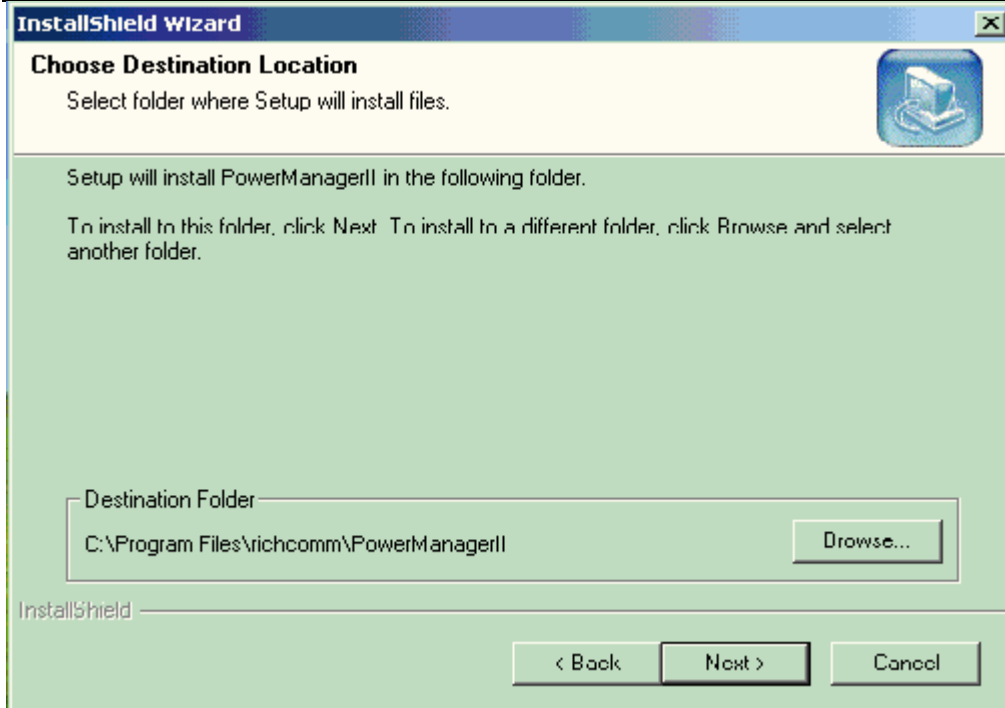 InstallShield Wizard
Choose Destination Location
Select folder where Setup will install files.
Setup will install PowerManagerII in the following folder.
To install to this folder, click Next. To install to a different folder, click Browse and select
another folder.
Destination Folder
C:\Program Files\richcomm\PowerManagerII
Browse...
InstallShield
< Back
Next >
Cancel